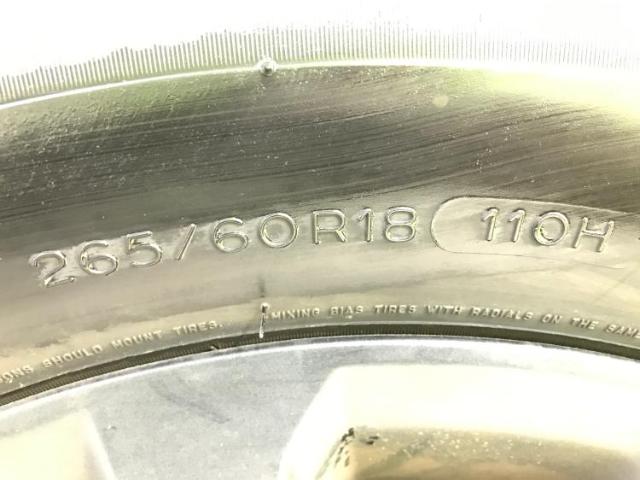 265/60R18 110H
ONS SHOULD MOUNT TIRES. MIXING BIAS TIRES WITH RADIALS ON THE SAME